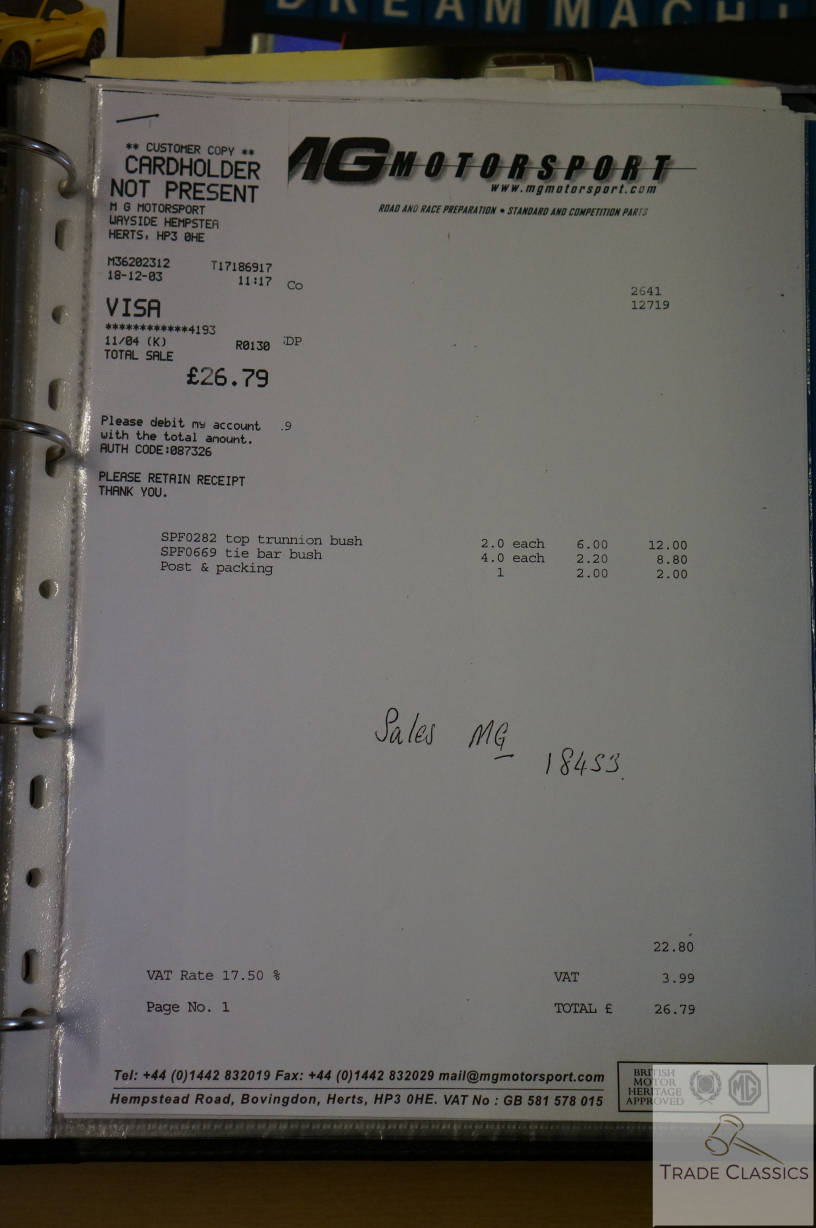 DREAM MACHI
** CUSTOMER COPY **
CARDHOLDER
NOT PRESENT
M G MOTORSPORT
WAYSIDE HEMPSTEA
HERTS, HP3 0HE
M36202312 T17186917
18-12-03 11:17
VISA
************4193
11/04 (K) R0130
TOTAL SALE
£26.79
Please debit my account
with the total amount.
AUTH CODE:087326
PLEASE RETAIN RECEIPT
THANK YOU.
MG MOTORSPORT
www.mgmotorsport.com
ROAD AND RACE PREPARATION • STANDARD AND COMPETITION PARTS
Co
2641
12719
DP
.9
SPF0282 top trunnion bush 2.0 each 6.00 12.00
SPF0669 tie bar bush 4.0 each 2.20 8.80
Post & packing 1 2.00 2.00
Sales MG
18453.
22.80
VAT Rate 17.50 % VAT 3.99
Page No. 1 TOTAL £ 26.79
Tel: +44 (0)1442 832019 Fax: +44 (0)1442 832029 mail@mgmotorsport.com
Hempstead Road, Bovingdon, Herts, HP3 0HE. VAT No : GB 581 578 015
BRITISH
MOTOR
HERITAGE
APPROVED
MG
TRADE CLASSICS